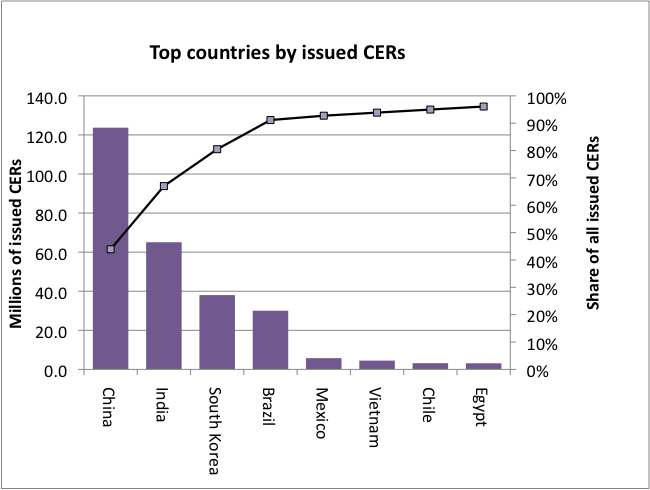 Top countries by issued CERs
Millions of issued CERs
140.0
120.0
100.0
80.0
60.0
40.0
20.0
0.0
100%
90%
80%
70%
60%
50%
40%
30%
20%
10%
0%
Share of all issued CERs
China
India
South Korea
Brazil
Mexico
Vietnam
Chile
Egypt